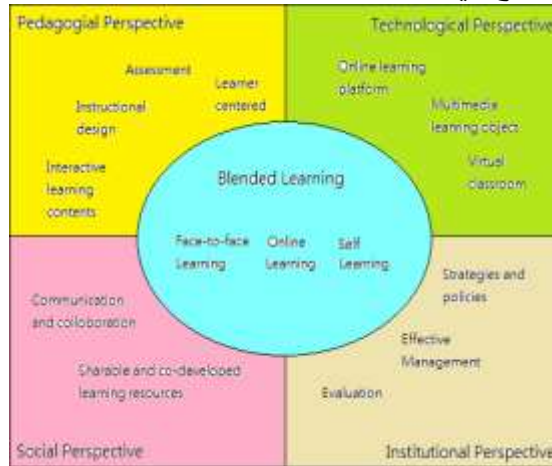 Pedagogial Perspective
Assessment
Learner
centered
Instructional
design
Interactive
learning
contents
Technological Perspective
Online learning
platform
Multimedia
learning object
Virtual
classroom
Blended Learning
Face-to-face
Learning
Online
Learning
Self
Learning
Communication
and colloboration
Sharable and co-developed
learning resources
Social Perspective
Strategies and
policies
Effective
Management
Evaluation
Institutional Perspective